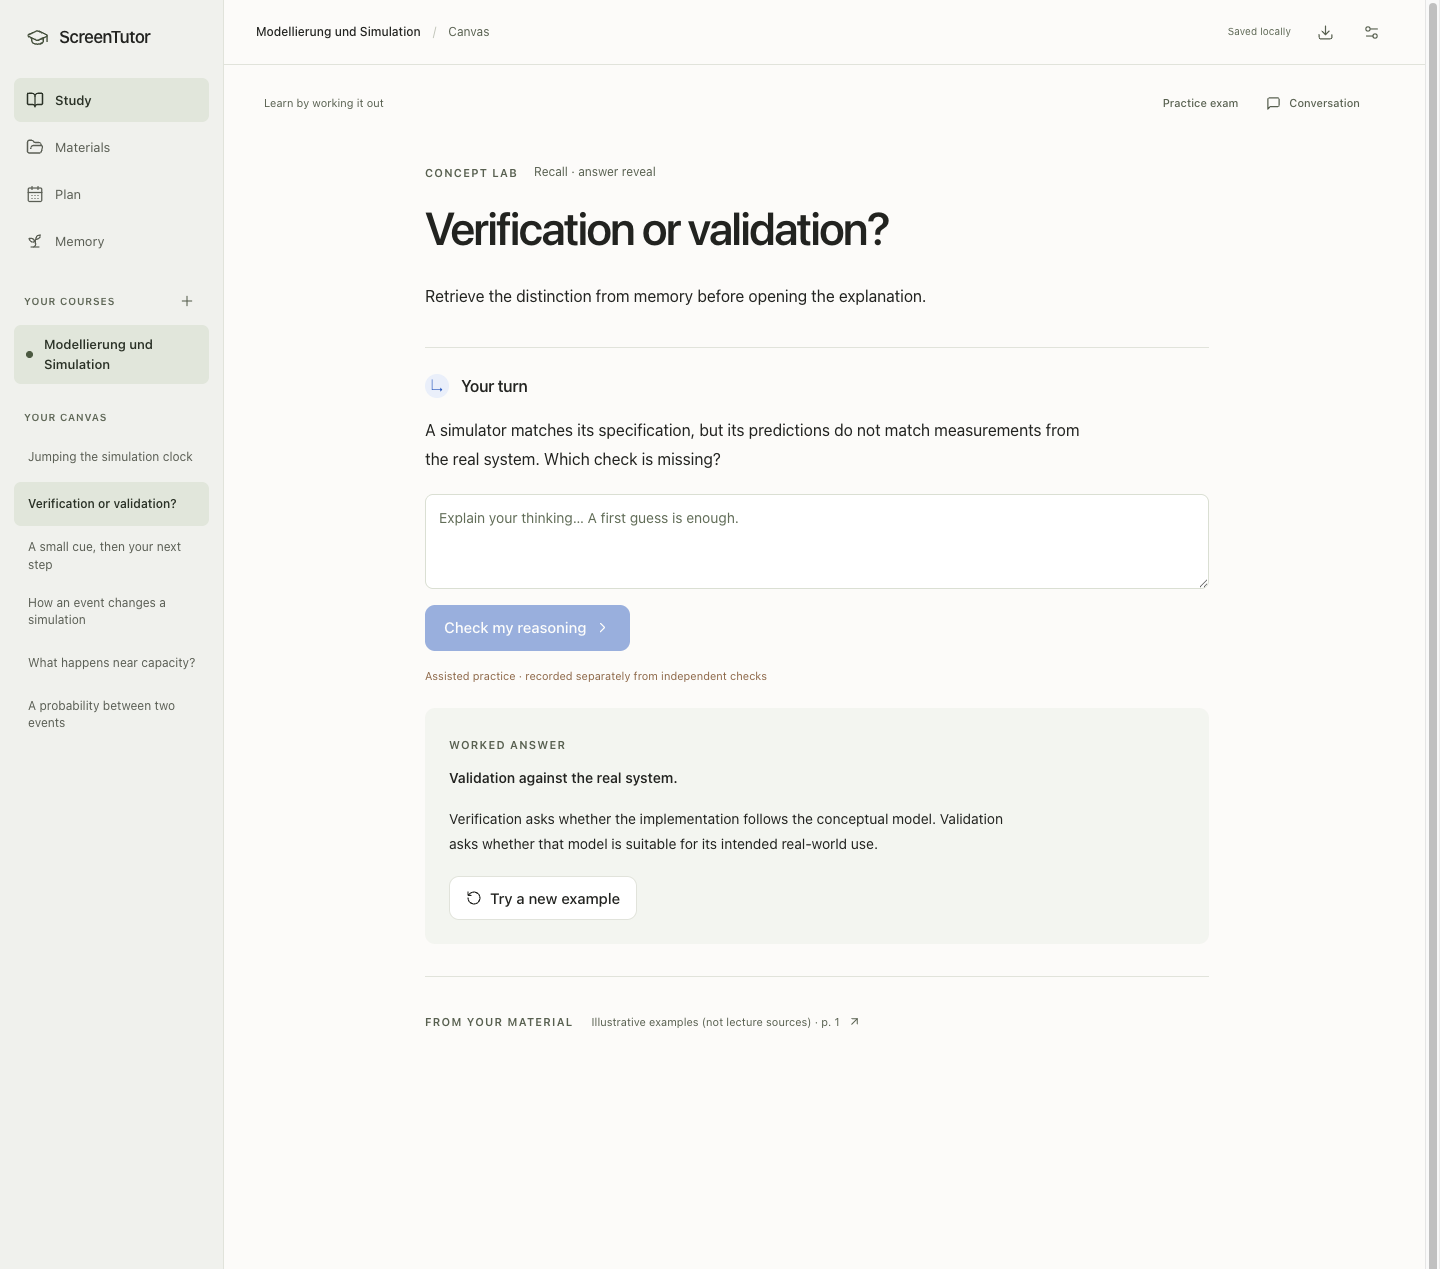 ScreenTutor
Study
Materials
Plan
Memory
YOUR COURSES
Modellierung und
Simulation
YOUR CANVAS
Jumping the simulation clock
Verification or validation?
A small cue, then your next
step
How an event changes a
simulation
What happens near capacity?
A probability between two
events
Modellierung und Simulation / Canvas
Saved locally
Learn by working it out
Practice exam
Conversation
CONCEPT LAB Recall · answer reveal
Verification or validation?
Retrieve the distinction from memory before opening the explanation.
Your turn
A simulator matches its specification, but its predictions do not match measurements from
the real system. Which check is missing?
Explain your thinking... A first guess is enough.
Check my reasoning
Assisted practice · recorded separately from independent checks
WORKED ANSWER
Validation against the real system.
Verification asks whether the implementation follows the conceptual model. Validation
asks whether that model is suitable for its intended real-world use.
Try a new example
FROM YOUR MATERIAL Illustrative examples (not lecture sources) · p. 1